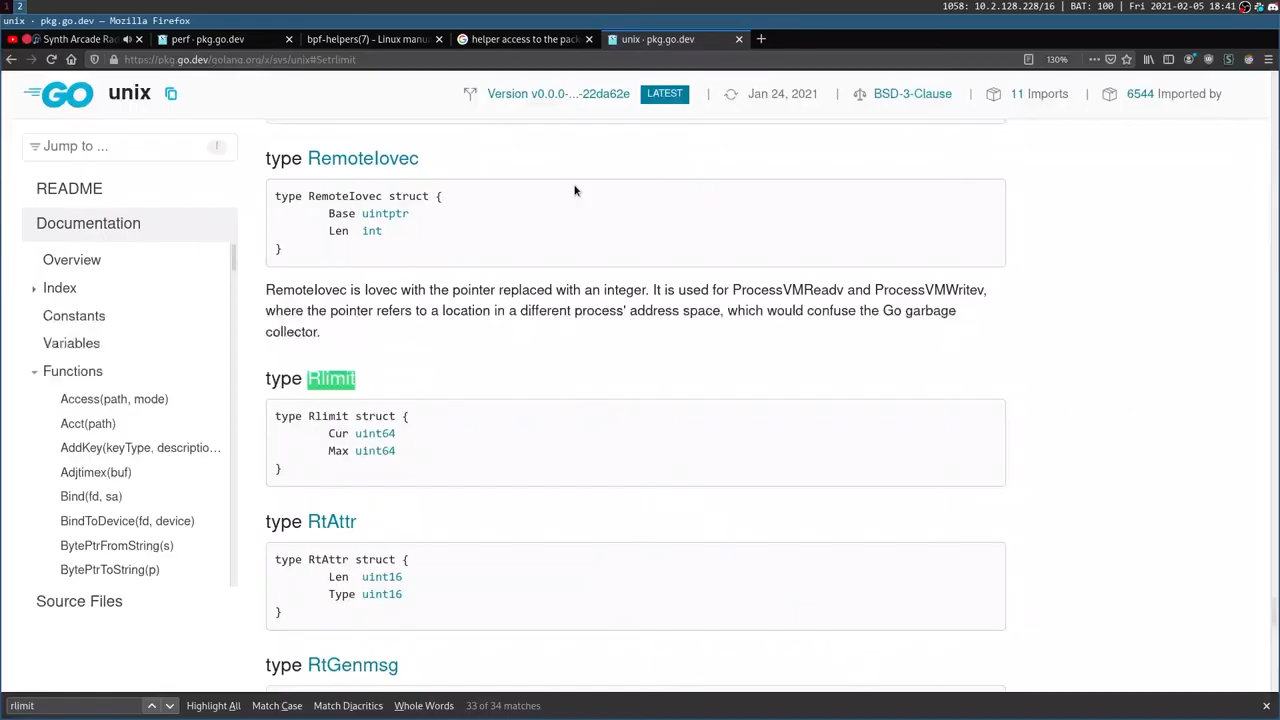 1 2 1058: 10.2.128.228/16 | BAT: 100 | Fri 2021-02-05 18:41
unix · pkg.go.dev — Mozilla Firefox
Synth Arcade Ra perf · pkg.go.dev bpf-helpers(7) - Linux manu helper access to the pack unix · pkg.go.dev
https://pkg.go.dev/golang.org/x/sys/unix#Setrlimit 130%
GO unix Version v0.0.0-...-22da62e LATEST | Jan 24, 2021 | BSD-3-Clause | 11 Imports | 6544 Imported by
Jump to ...
README
Documentation
Overview
Index
Constants
Variables
Functions
Access(path, mode)
Acct(path)
AddKey(keyType, descriptio…
Adjtimex(buf)
Bind(fd, sa)
BindToDevice(fd, device)
BytePtrFromString(s)
BytePtrToString(p)
Source Files
type RemoteIovec
type RemoteIovec struct {
Base uintptr
Len int
}
RemoteIovec is Iovec with the pointer replaced with an integer. It is used for ProcessVMReadv and ProcessVMWritev,
where the pointer refers to a location in a different process' address space, which would confuse the Go garbage
collector.
type Rlimit
type Rlimit struct {
Cur uint64
Max uint64
}
type RtAttr
type RtAttr struct {
Len uint16
Type uint16
}
type RtGenmsg
rlimit Highlight All Match Case Match Diacritics Whole Words 33 of 34 matches